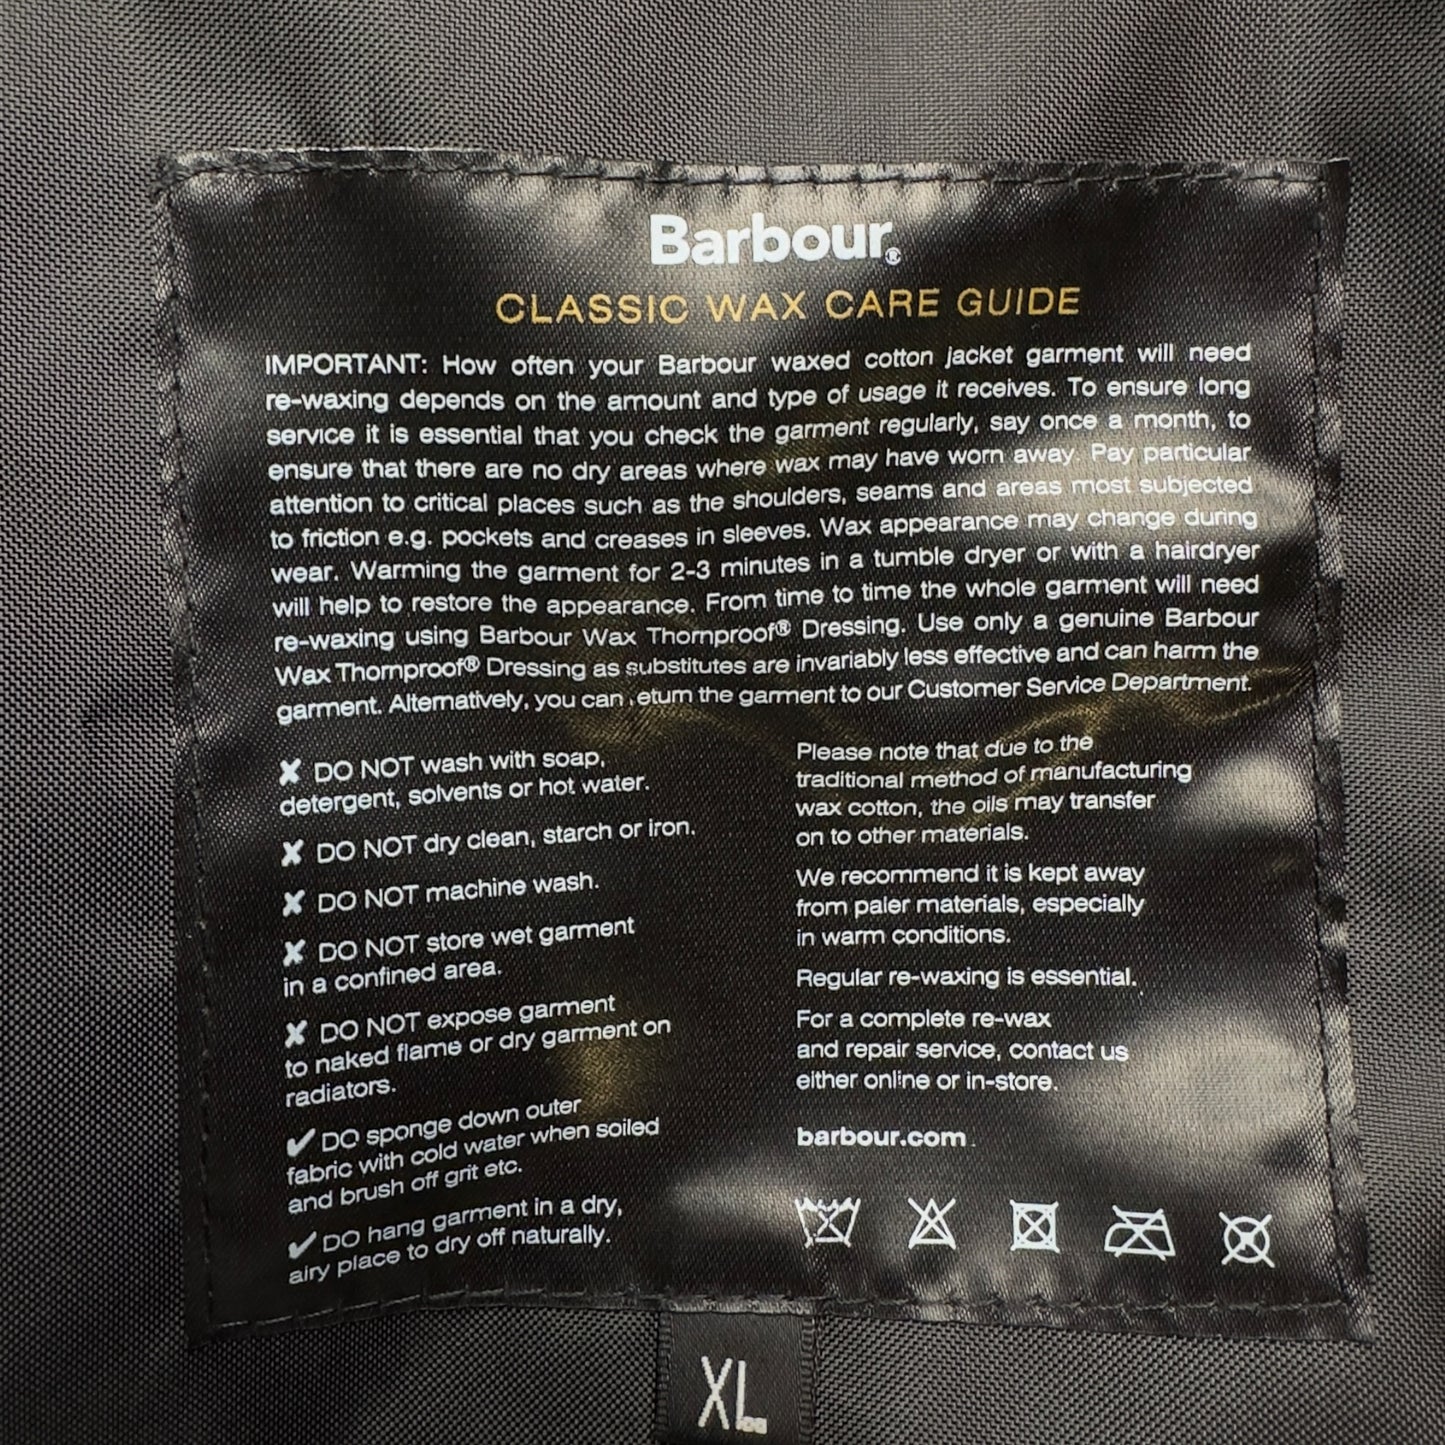 Barbour®
CLASSIC WAX CARE GUIDE
IMPORTANT: How often your Barbour waxed cotton jacket garment will need
re-waxing depends on the amount and type of usage it receives. To ensure long
service it is essential that you check the garment regularly, say once a month, to
ensure that there are no dry areas where wax may have worn away. Pay particular
attention to critical places such as the shoulders, seams and areas most subjected
to friction e.g. pockets and creases in sleeves. Wax appearance may change during
wear. Warming the garment for 2-3 minutes in a tumble dryer or with a hairdryer
will help to restore the appearance. From time to time the whole garment will need
re-waxing using Barbour Wax Thornproof® Dressing. Use only a genuine Barbour
Wax Thornproof® Dressing as substitutes are invariably less effective and can harm the
garment. Alternatively, you can return the garment to our Customer Service Department.
✘ DO NOT wash with soap,
detergent, solvents or hot water.
✘ DO NOT dry clean, starch or iron.
✘ DO NOT machine wash.
✘ DO NOT store wet garment
in a confined area.
✘ DO NOT expose garment
to naked flame or dry garment on
radiators.
✔ DO sponge down outer
fabric with cold water when soiled
and brush off grit etc.
✔ DO hang garment in a dry,
airy place to dry off naturally.
Please note that due to the
traditional method of manufacturing
wax cotton, the oils may transfer
on to other materials.
We recommend it is kept away
from paler materials, especially
in warm conditions.
Regular re-waxing is essential.
For a complete re-wax
and repair service, contact us
either online or in-store.
barbour.com
XL